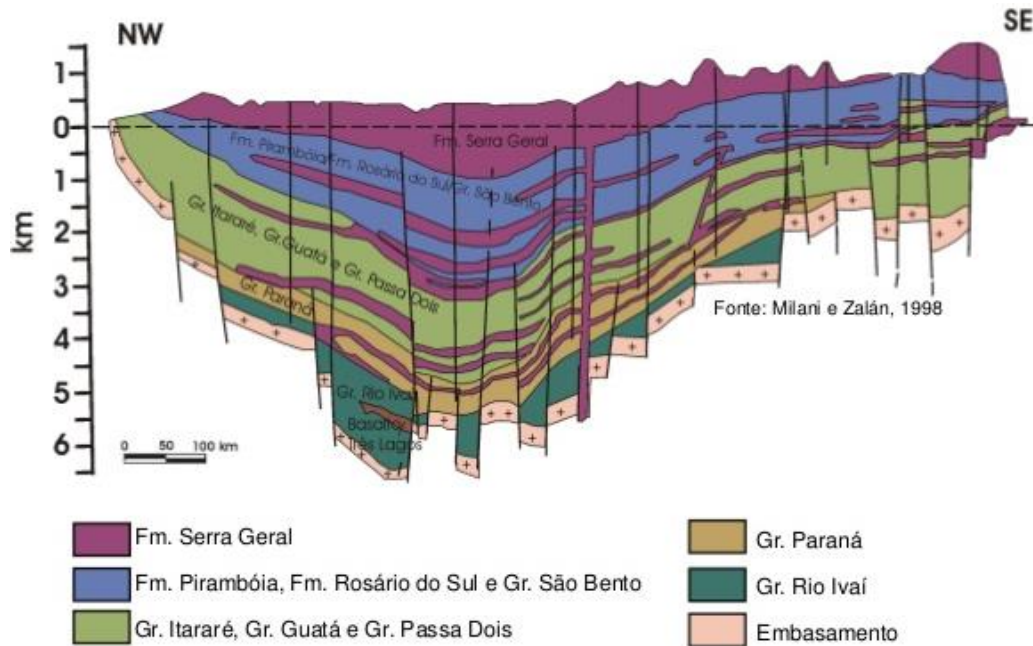 NW
SE
km
1
0
1
2
3
4
5
6
Fm. Serra Geral
Fm. Pirambóia/Fm. Rosário do Sul/Gr. São Bento
Gr. Itararé, Gr.Guatá e Gr. Passa Dois
Gr. Paraná
Gr. Rio Ivaí
Basalto
Três Lagos
Fonte: Milani e Zalán, 1998
0 50 100 km
Fm. Serra Geral
Fm. Pirambóia, Fm. Rosário do Sul e Gr. São Bento
Gr. Itararé, Gr. Guatá e Gr. Passa Dois
Gr. Paraná
Gr. Rio Ivaí
Embasamento